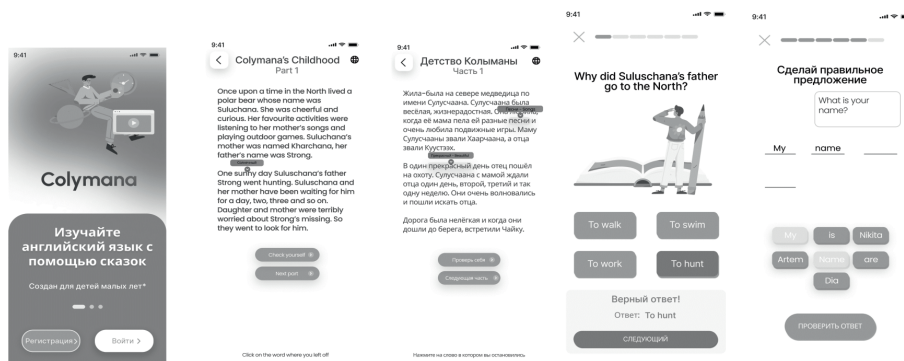 9:41
Colymana
Изучайте
английский язык с
помощью сказок
Создан для детей малых лет*
Регистрация >
Войти >
9:41
Colymana's Childhood
Part 1
Once upon a time in the North lived a
polar bear whose name was
Suluchana. She was cheerful and
curious. Her favourite activities were
listening to her mother's songs and
playing outdoor games. Suluchana's
mother was named Kharchana, her
father's name was Strong.
One sunny day Suluschana's father
Strong went hunting. Suluschana and
her mother have been waiting for him
for a day, two, three and so on.
Daughter and mother were terribly
worried about Strong's missing. So
they went to look for him.
Check yourself
Next part
Click on the word where you left off
9:41
Детство Колыманы
Часть 1
Жила-была на севере медведица по
имени Сулусчаана. Сулусчаана была
весёлая, жизнерадостная. Она
когда её мама пела ей разные песни и
очень любила подвижные игры. Маму
Сулусчааны звали Хаарчаана, а отца
звали Куустээх.
Песни - Songs
В один прекрасный день отец пошёл
на охоту. Сулусчаана с мамой ждали
отца один день, второй, третий и так
одну неделю. Они очень волновались
и пошли искать отца.
Дорога была нелёгкая и когда они
дошли до берега, встретили Чайку.
Проверь себя
Следующая часть
Нажмите на слово в котором вы остановились
9:41
Why did Suluschana's father
go to the North?
To walk
To swim
To work
To hunt
Верный ответ!
Ответ: To hunt
СЛЕДУЮЩИЙ
9:41
Сделай правильное
предложение
What is your
name?
My name
My is Nikita
Artem Name are
Dia
ПРОВЕРИТЬ ОТВЕТ